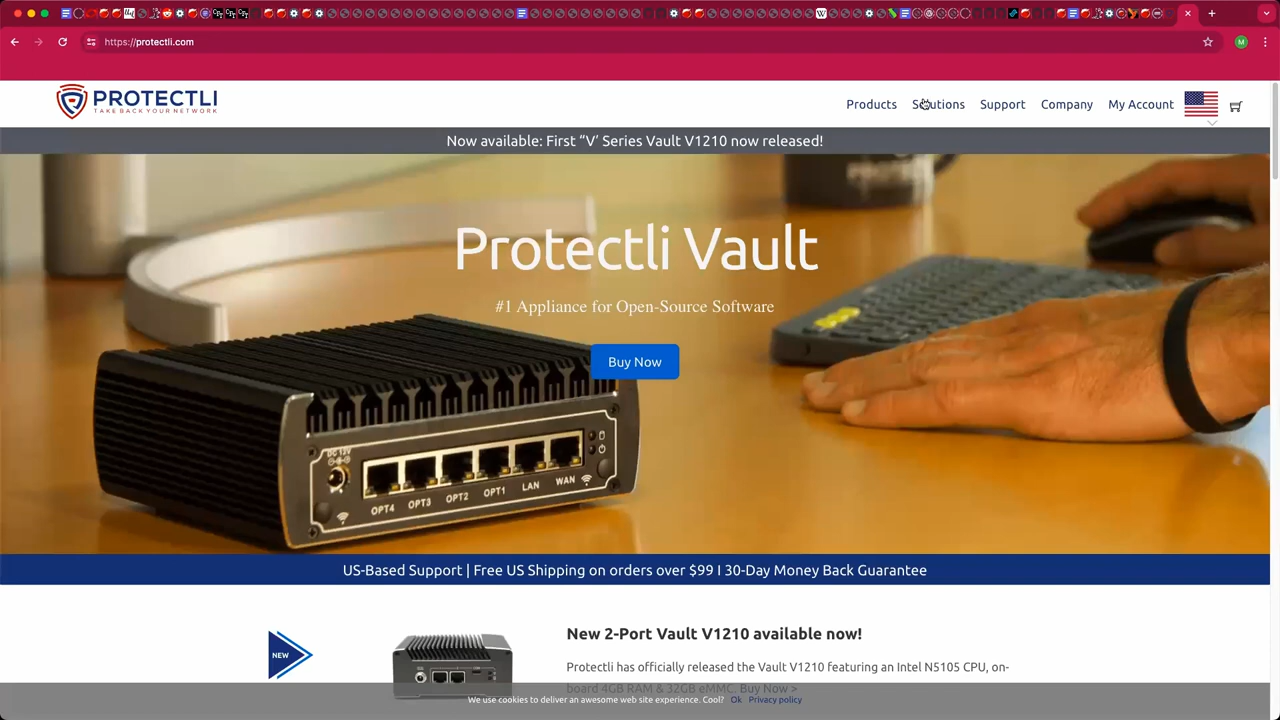 https://protectli.com
M
PROTECTLI
TAKE BACK YOUR NETWORK
Products Solutions Support Company My Account
Now available: First “V’ Series Vault V1210 now released!
Protectli Vault
#1 Appliance for Open-Source Software
Buy Now
DC 12V
OPT4 OPT3 OPT2 OPT1 LAN WAN
US-Based Support | Free US Shipping on orders over $99 I 30-Day Money Back Guarantee
NEW
New 2-Port Vault V1210 available now!
Protectli has officially released the Vault V1210 featuring an Intel N5105 CPU, on-
board 4GB RAM & 32GB eMMC. Buy Now >
We use cookies to deliver an awesome web site experience. Cool? Ok Privacy policy